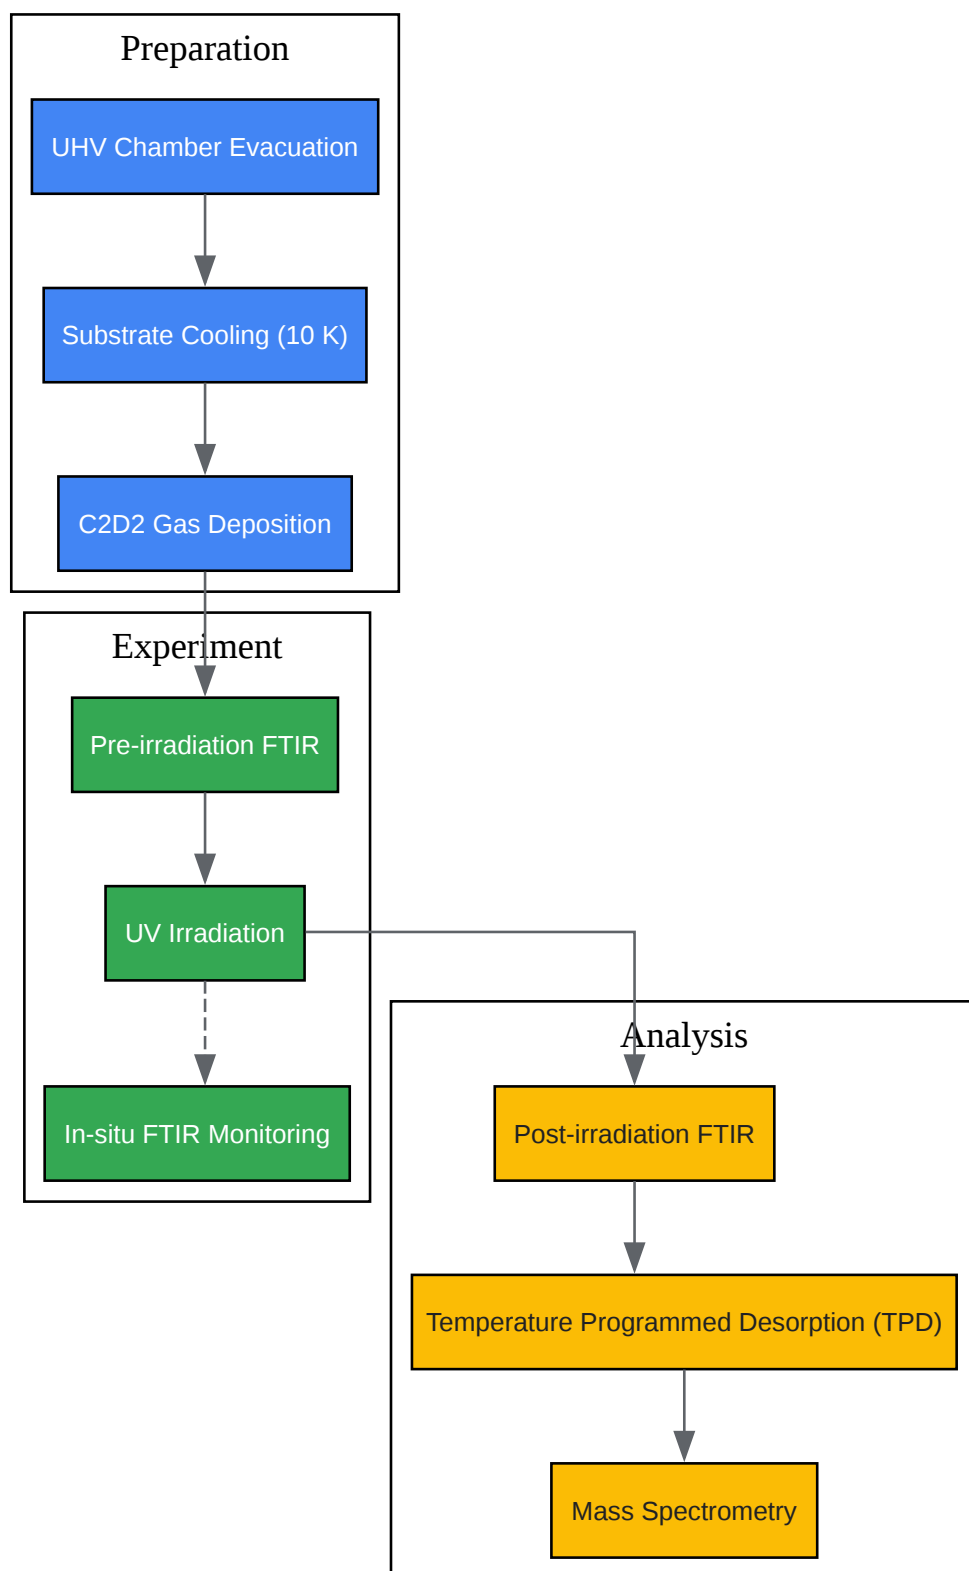 Preparation
UHV Chamber Evacuation
Substrate Cooling (10 K)
C2D2 Gas Deposition
Experiment
Pre-irradiation FTIR
UV Irradiation
In-situ FTIR Monitoring
Analysis
Post-irradiation FTIR
Temperature Programmed Desorption (TPD)
Mass Spectrometry